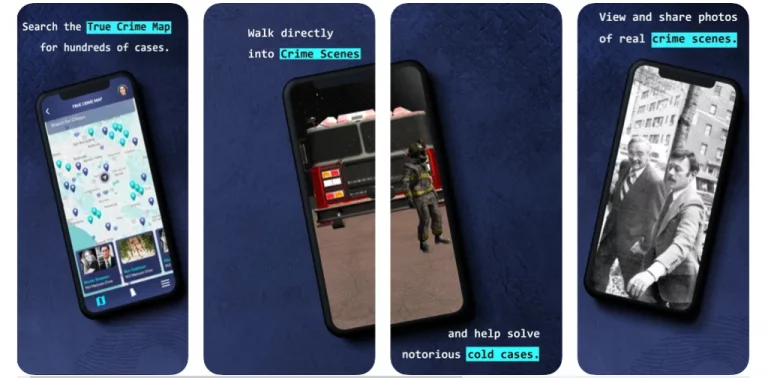 Search the True Crime Map
for hundreds of cases.
TRUE CRIME MAP
Walk directly
into Crime Scenes
and help solve
notorious cold cases.
View and share photos
of real crime scenes.